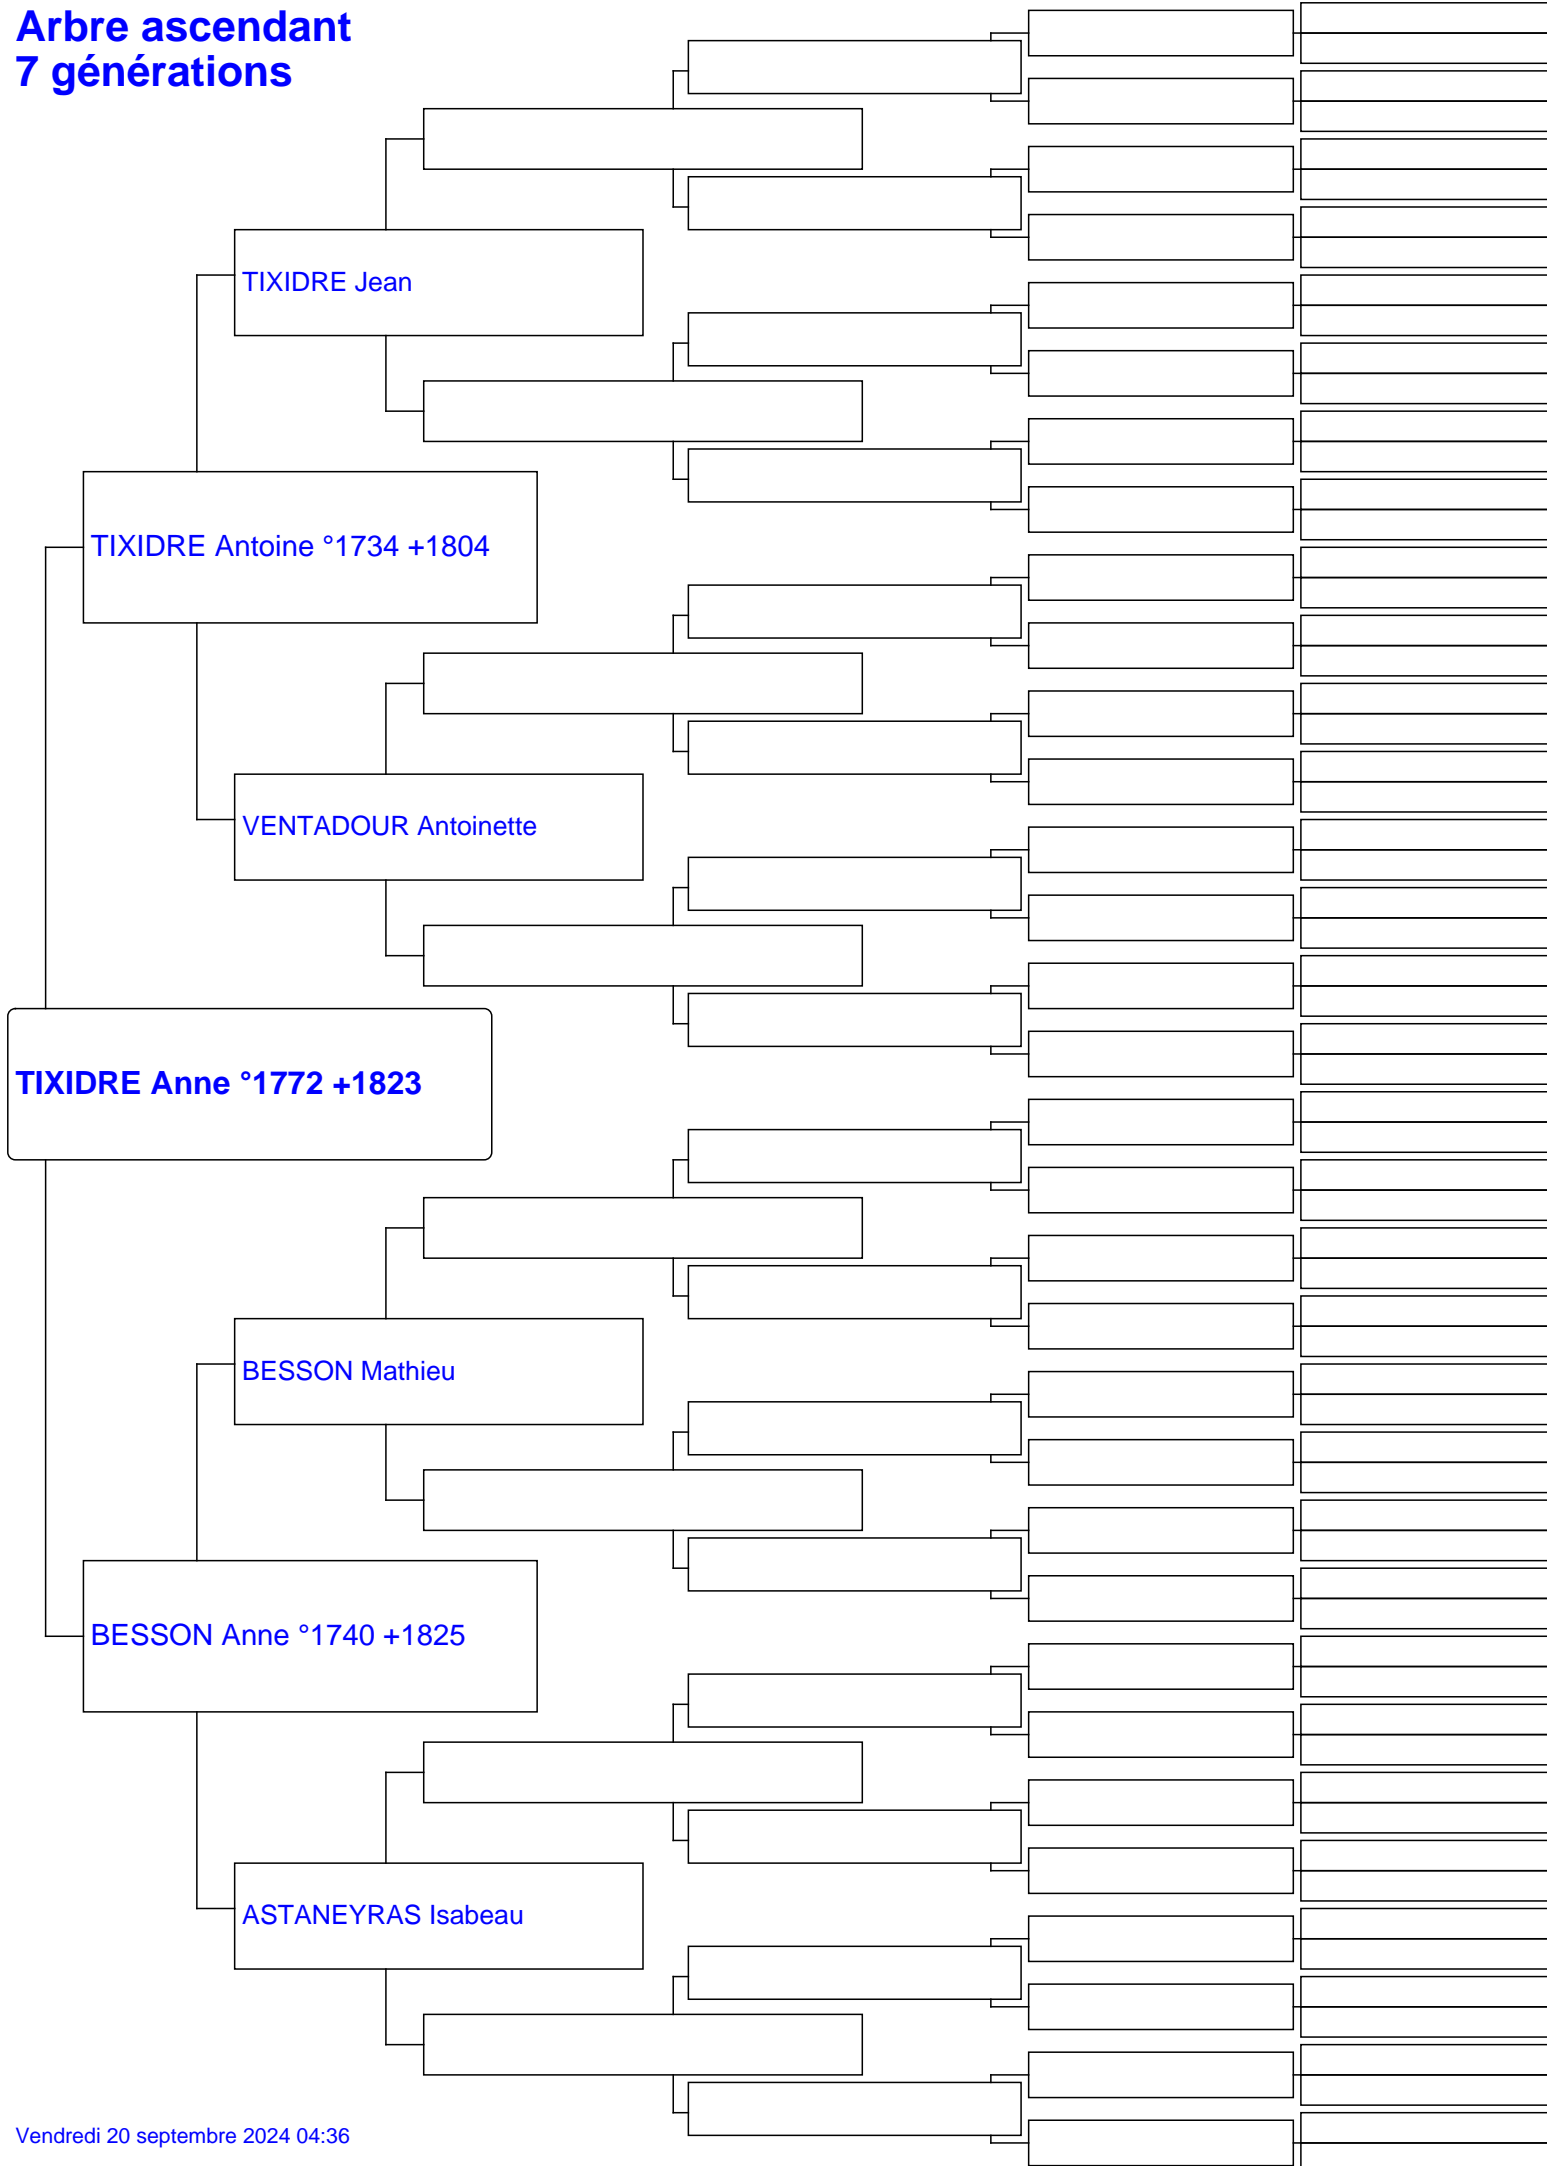 Arbre ascendant
7 générations
TIXIDRE Jean
TIXIDRE Antoine °1734 +1804
VENTADOUR Antoinette
TIXIDRE Anne °1772 +1823
BESSON Mathieu
BESSON Anne °1740 +1825
ASTANEYRAS Isabeau
Vendredi 20 septembre 2024 04:36